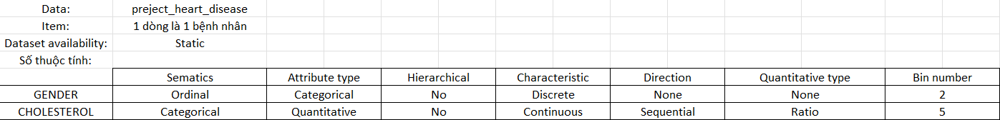 Data: preject_heart_disease
Item: 1 dòng là 1 bệnh nhân
Dataset availability: Static
Số thuộc tính:
Sematics Attribute type Hierarchical Characteristic Direction Quantitative type Bin number
GENDER Ordinal Categorical No Discrete None None 2
CHOLESTEROL Categorical Quantitative No Continuous Sequential Ratio 5